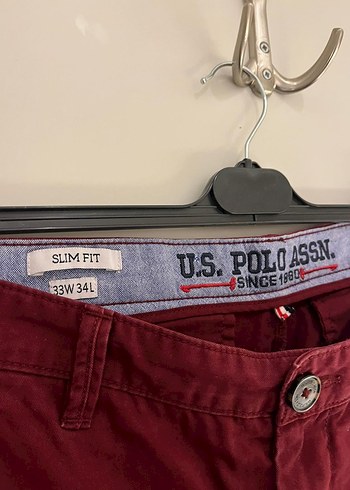 SLIM FIT
33W 34L
U.S. POLO ASSN.
SINCE 1890